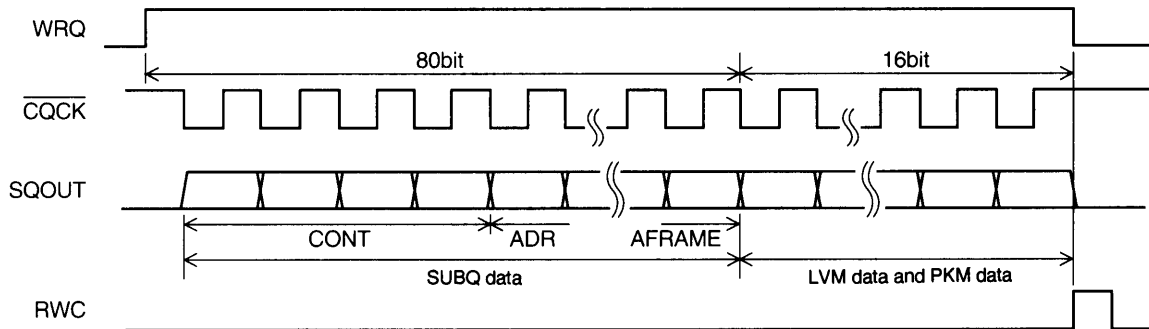 WRQ
80bit
16bit
CQCK
SQOUT
CONT
ADR
AFRAME
SUBQ data
LVM data and PKM data
RWC